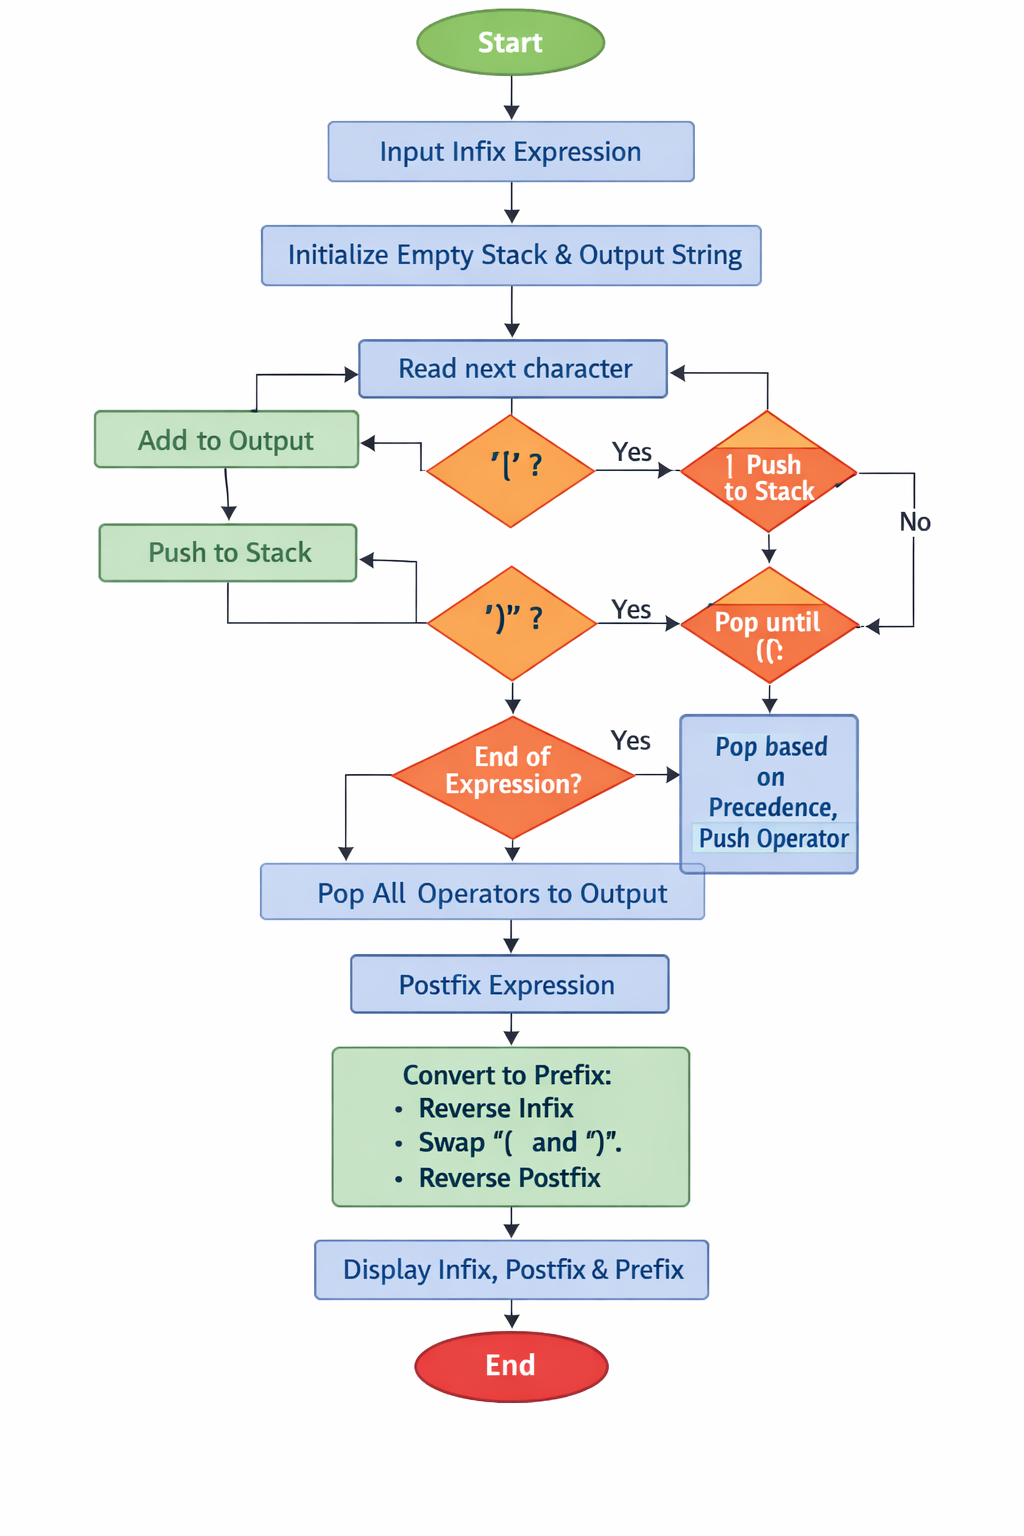 Start
Input Infix Expression
Initialize Empty Stack & Output String
Read next character
Add to Output
'(' ?
Yes
Push
to Stack
No
Push to Stack
')" ?
Yes
Pop until
End of
Expression?
Yes
Pop based
on
Precedence,
Push Operator
Pop All Operators to Output
Postfix Expression
Convert to Prefix:
• Reverse Infix
• Swap "( and ")".
• Reverse Postfix
Display Infix, Postfix & Prefix
End